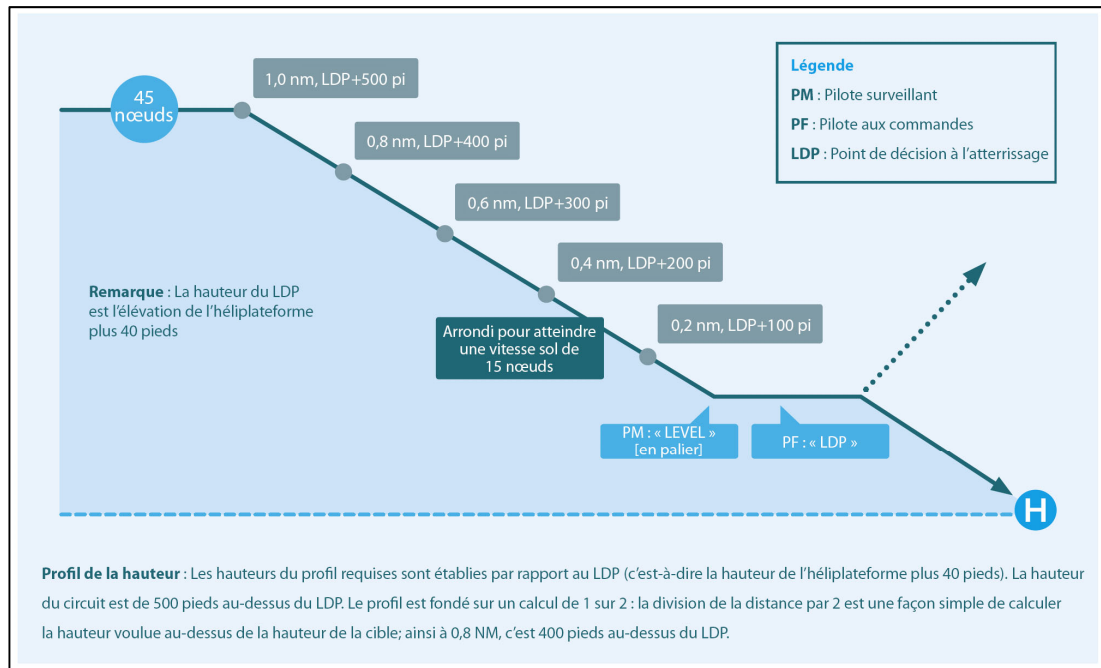 45
nœuds
1,0 nm, LDP+500 pi
0,8 nm, LDP+400 pi
0,6 nm, LDP+300 pi
0,4 nm, LDP+200 pi
0,2 nm, LDP+100 pi
Légende
PM : Pilote surveillant
PF : Pilote aux commandes
LDP : Point de décision à l’atterrissage
Remarque : La hauteur du LDP
est l’élévation de l’héliplateforme
plus 40 pieds
Arrondi pour atteindre
une vitesse sol de
15 nœuds
PM : « LEVEL »
[en palier]
PF : « LDP »
H
Profil de la hauteur : Les hauteurs du profil requises sont établies par rapport au LDP (c’est-à-dire la hauteur de l’héliplateforme plus 40 pieds). La hauteur
du circuit est de 500 pieds au-dessus du LDP. Le profil est fondé sur un calcul de 1 sur 2 : la division de la distance par 2 est une façon simple de calculer
la hauteur voulue au-dessus de la hauteur de la cible; ainsi à 0,8 NM, c’est 400 pieds au-dessus du LDP.